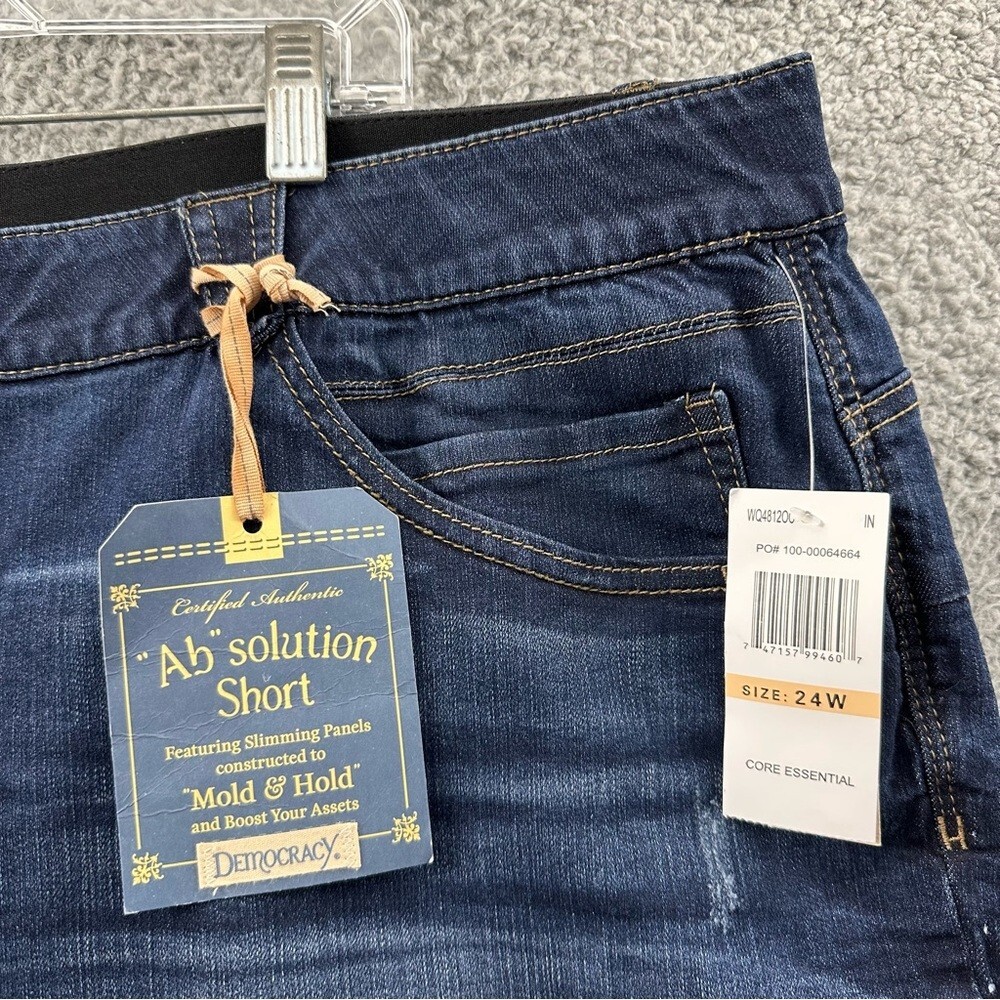 Certified Authentic
"Ab"solution
Short
Featuring Slimming Panels
constructed to
"Mold & Hold"
and Boost Your Assets
DEMOCRACY®
IN
PO# 100-00064664
7 47157 99460 7
SIZE: 24W
CORE ESSENTIAL